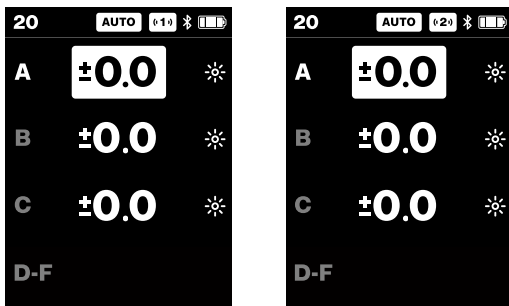 20 AUTO (1)
A ±0.0
B ±0.0
C ±0.0
D-F
20 AUTO (2)
A ±0.0
B ±0.0
C ±0.0
D-F